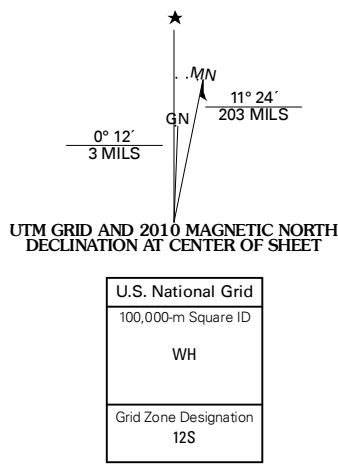 MN
11° 24´
203 MILS
GN
0° 12´
3 MILS
UTM GRID AND 2010 MAGNETIC NORTH
DECLINATION AT CENTER OF SHEET
U.S. National Grid
100,000-m Square ID
WH
Grid Zone Designation
12S